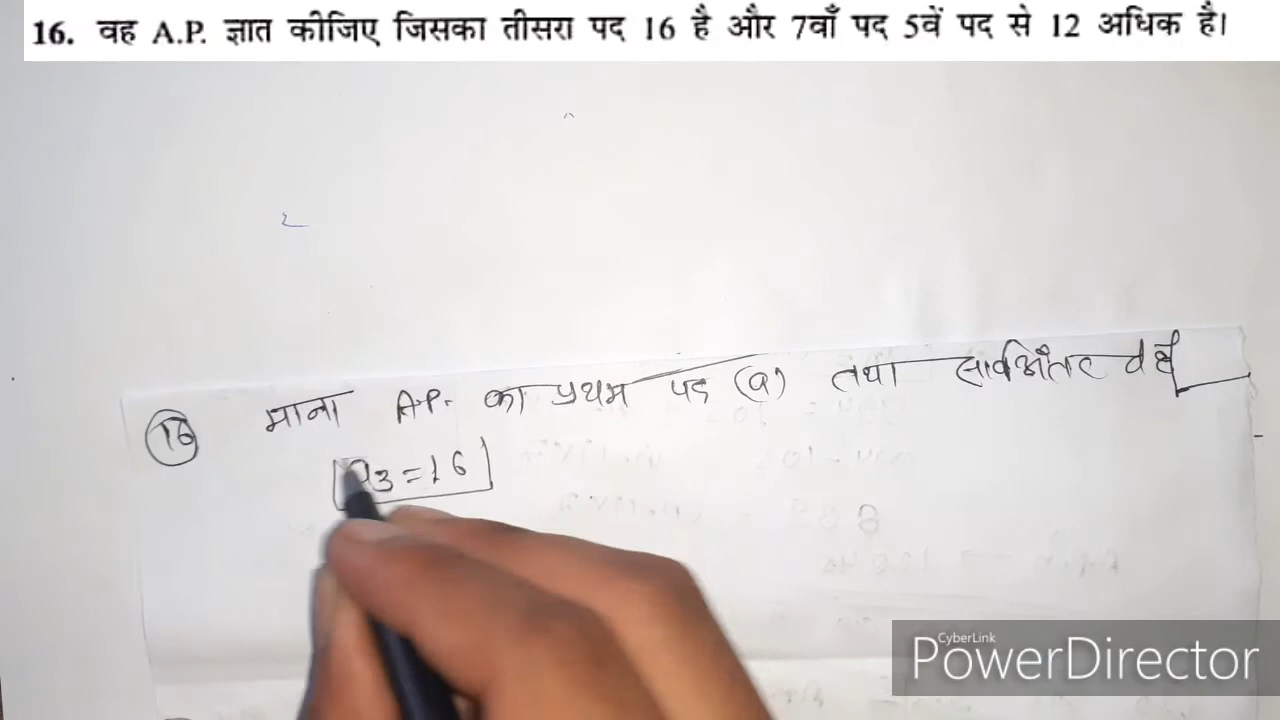 16. वह A.P. ज्ञात कीजिए जिसका तीसरा पद 16 है और 7वाँ पद 5वें पद से 12 अधिक है।
16 माना A.P. का प्रथम पद (a) तथा सार्वअंतर d है
a3 = 16
CyberLink
PowerDirector